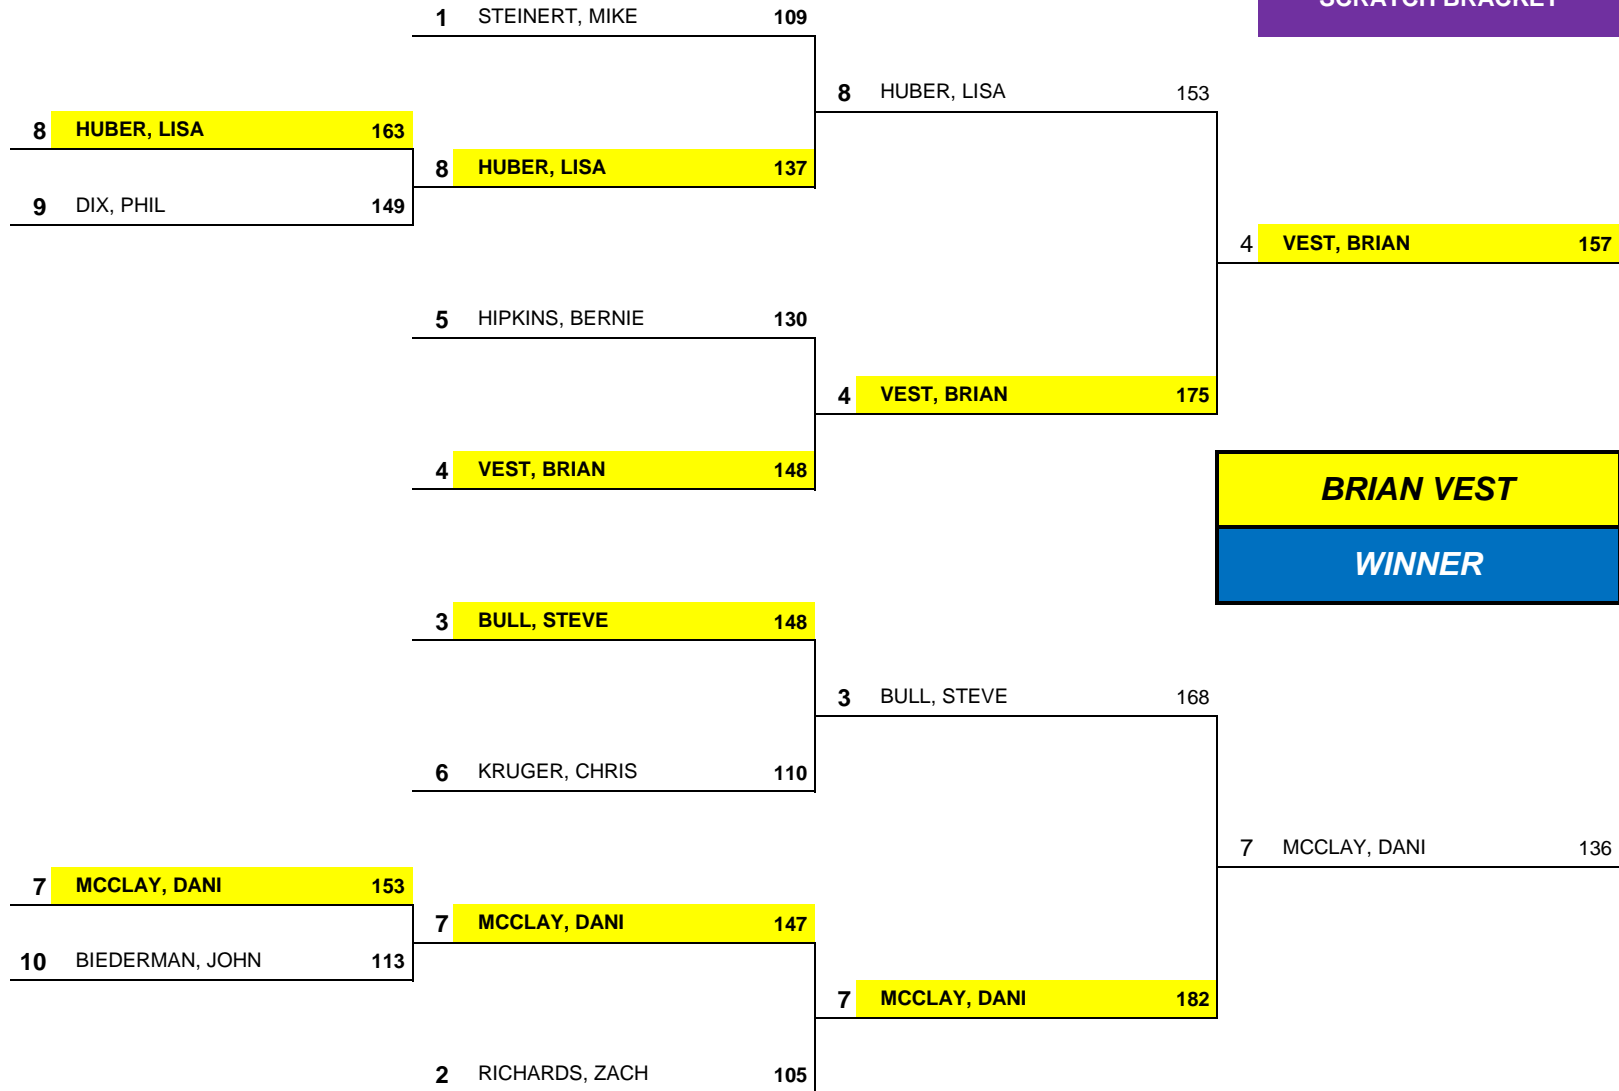 SCRATCH BRACKET
1 STEINERT, MIKE 109
8 HUBER, LISA 153
8 HUBER, LISA 163
8 HUBER, LISA 137
9 DIX, PHIL 149
4 VEST, BRIAN 157
5 HIPKINS, BERNIE 130
4 VEST, BRIAN 175
4 VEST, BRIAN 148
BRIAN VEST
WINNER
3 BULL, STEVE 148
3 BULL, STEVE 168
6 KRUGER, CHRIS 110
7 MCCLAY, DANI 136
7 MCCLAY, DANI 153
7 MCCLAY, DANI 147
10 BIEDERMAN, JOHN 113
7 MCCLAY, DANI 182
2 RICHARDS, ZACH 105